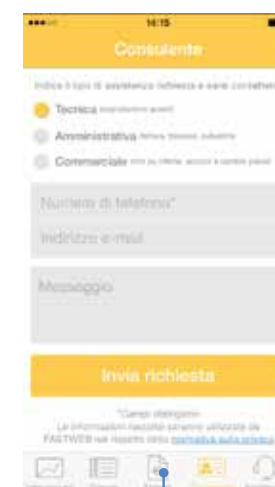 16:15
Consulente
Indica il tipo di assistenza richiesta e sarai contattato
Tecnica
Amministrativa
Commerciale
Numero di telefono*
Indirizzo e-mail
Messaggio
Invia richiesta
*Campi obbligatori
Le informazioni raccolte saranno utilizzate da
FASTWEB nel rispetto della normativa sulla privacy